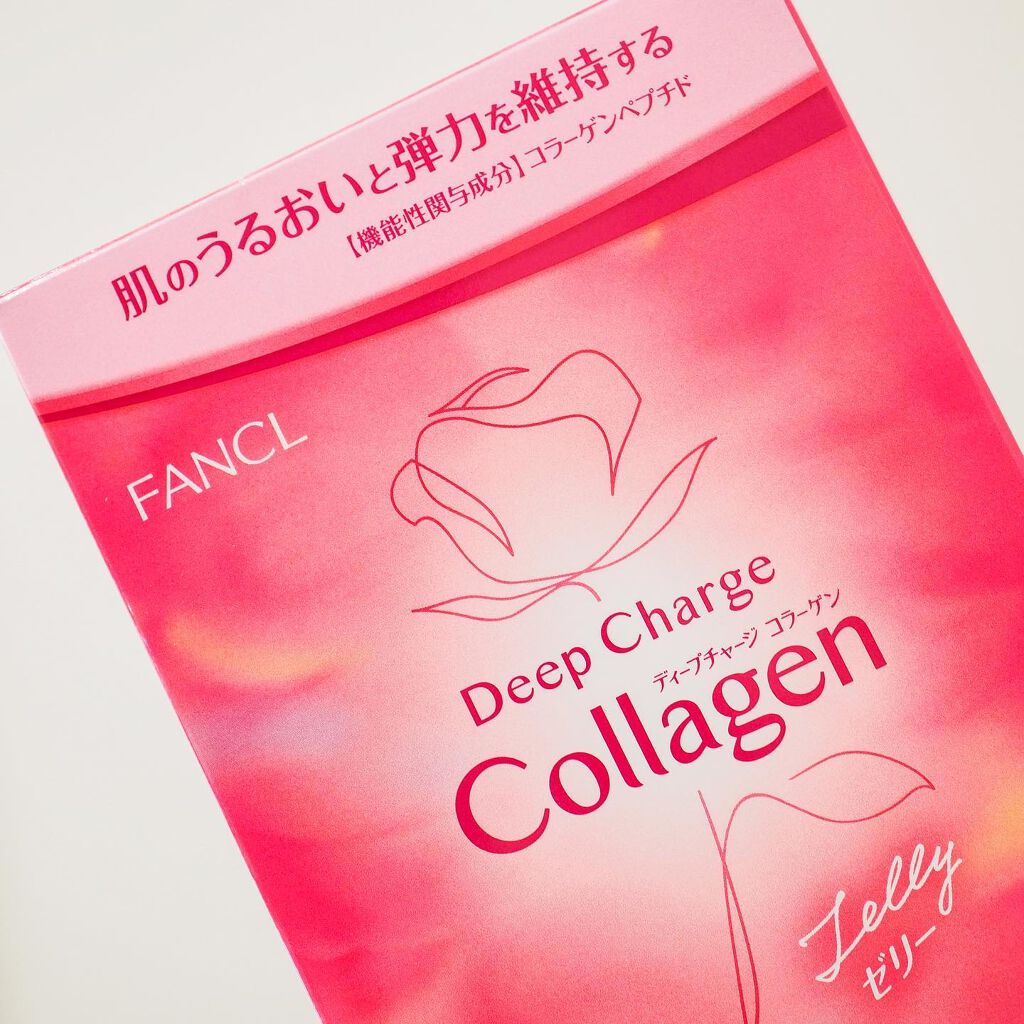 肌のうるおいと弾力を維持する
【機能性関与成分】コラーゲンペプチド
FANCL
Deep Charge
ディープチャージ コラーゲン
Collagen
Jelly
ゼリー